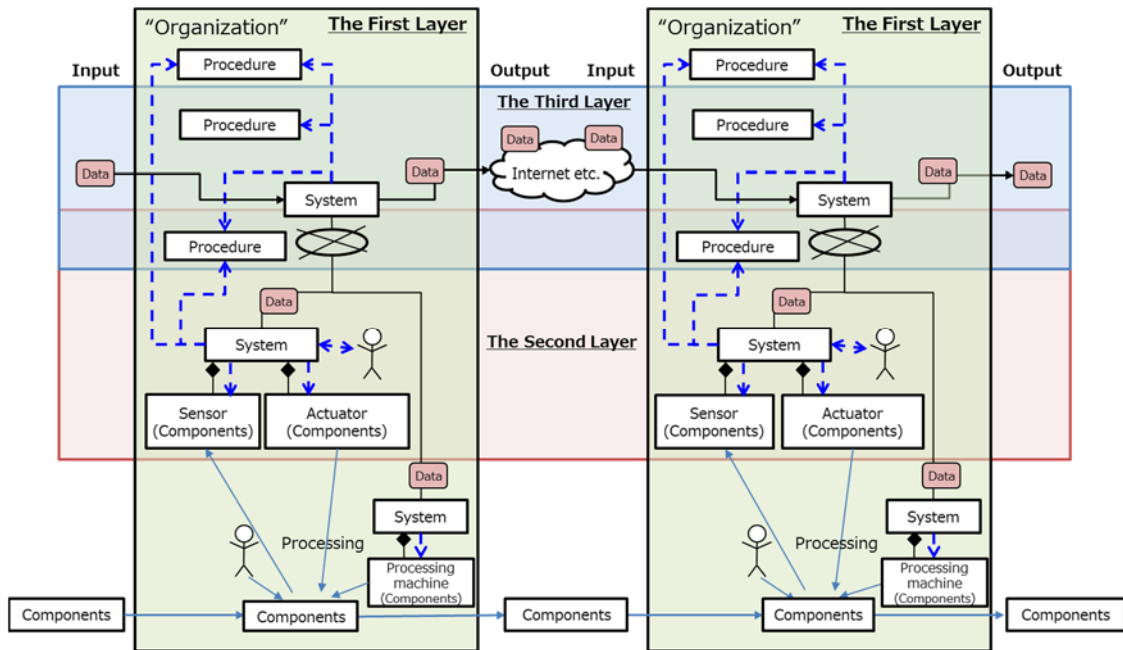 “Organization”
The First Layer
“Organization”
The First Layer
Input
Procedure
Output
Input
Procedure
Output
The Third Layer
Procedure
Procedure
Data
Data
Data
Data
Data
Data
Internet etc.
System
System
Procedure
Procedure
Data
Data
System
The Second Layer
System
Sensor
(Components)
Actuator
(Components)
Sensor
(Components)
Actuator
(Components)
Data
Data
System
System
Processing
Processing
Processing
machine
(Components)
Processing
machine
(Components)
Components
Components
Components
Components
Components